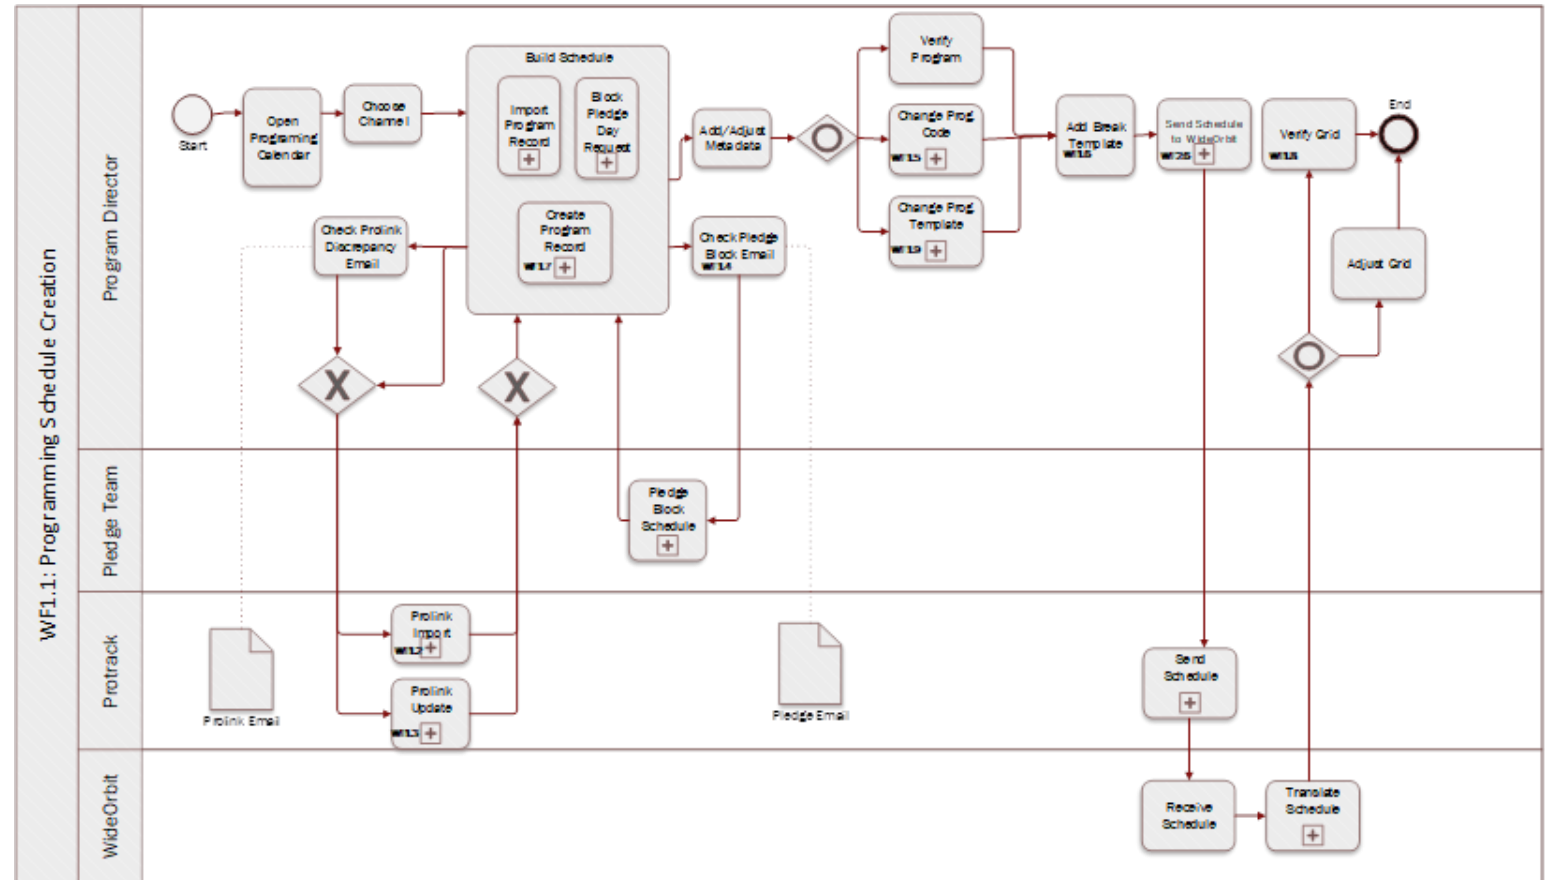 WF1.1: Programming Schedule Creation
Program Director
Start
Open
Programing
Calendar
Choose
Channel
Build Schedule
Import
Program
Record
Block
Pledge
Day
Request
Create
Program
Record
WF1.7
Check Prolink
Discrepancy
Email
X
X
Add/Adjust
Metadata
Check Pledge
Block Email
WF1.4
Verify
Program
Change Prog.
Code
WF1.5
Change Prog.
Template
WF1.9
Add Break
Template
WF1.6
Send Schedule
to WideOrbit
WF2.6
Verify Grid
WF1.8
End
Adjust Grid
Pledge Team
Pledge
Block
Schedule
Protrack
Prolink Email
Prolink
Import
WF1.2
Prolink
Update
WF1.3
Pledge Email
Send
Schedule
WideOrbit
Receive
Schedule
Translate
Schedule